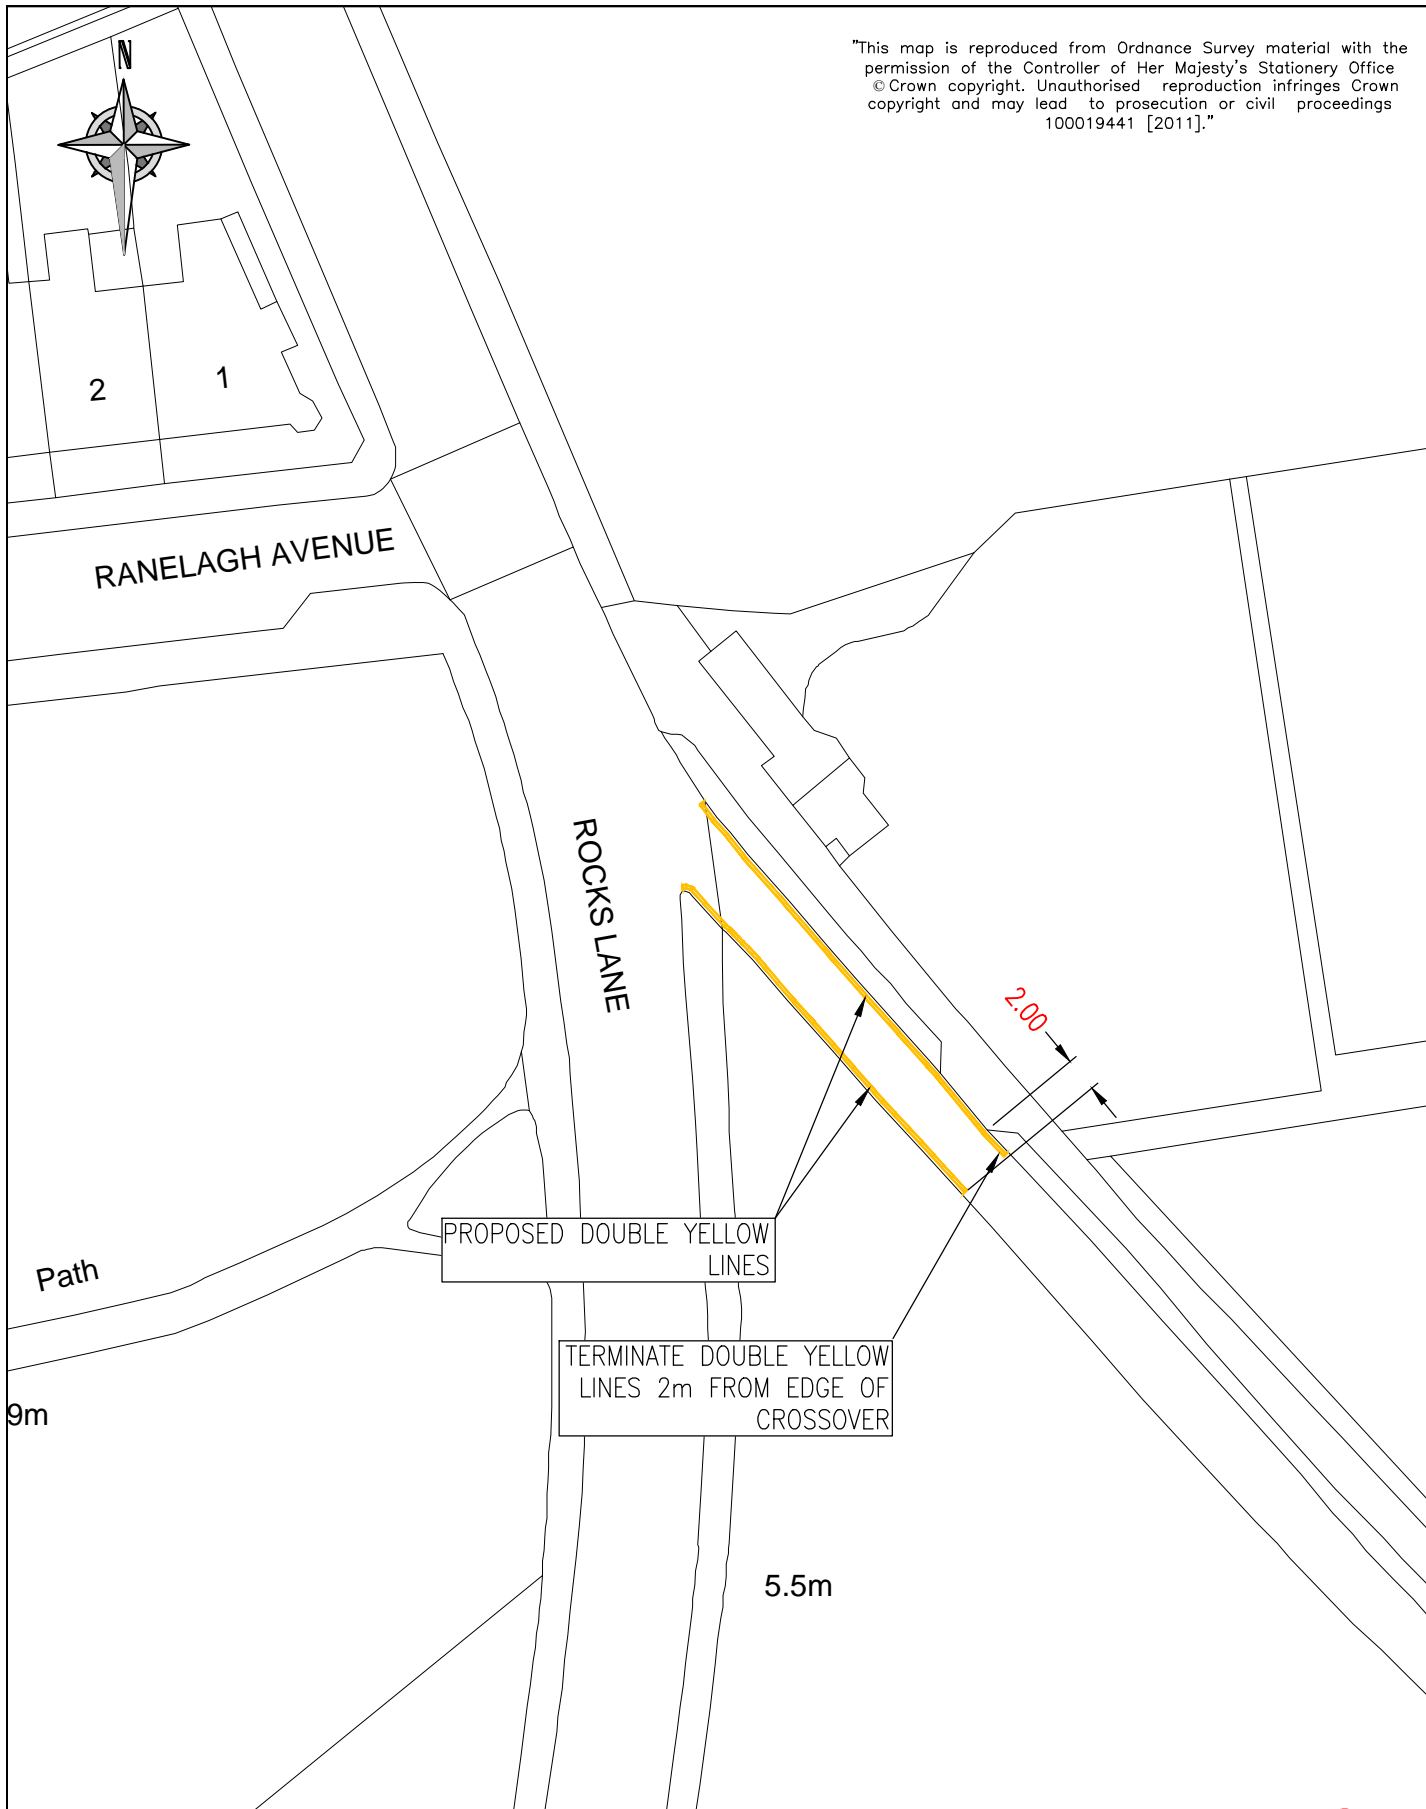 "This map is reproduced from Ordnance Survey material with the
permission of the Controller of Her Majesty's Stationery Office
© Crown copyright. Unauthorised reproduction infringes Crown
copyright and may lead to prosecution or civil proceedings
100019441 [2011]."
N
2
1
RANELAGH AVENUE
ROCKS LANE
2.00
PROPOSED DOUBLE YELLOW
LINES
Path
TERMINATE DOUBLE YELLOW
LINES 2m FROM EDGE OF
CROSSOVER
9m
5.5m